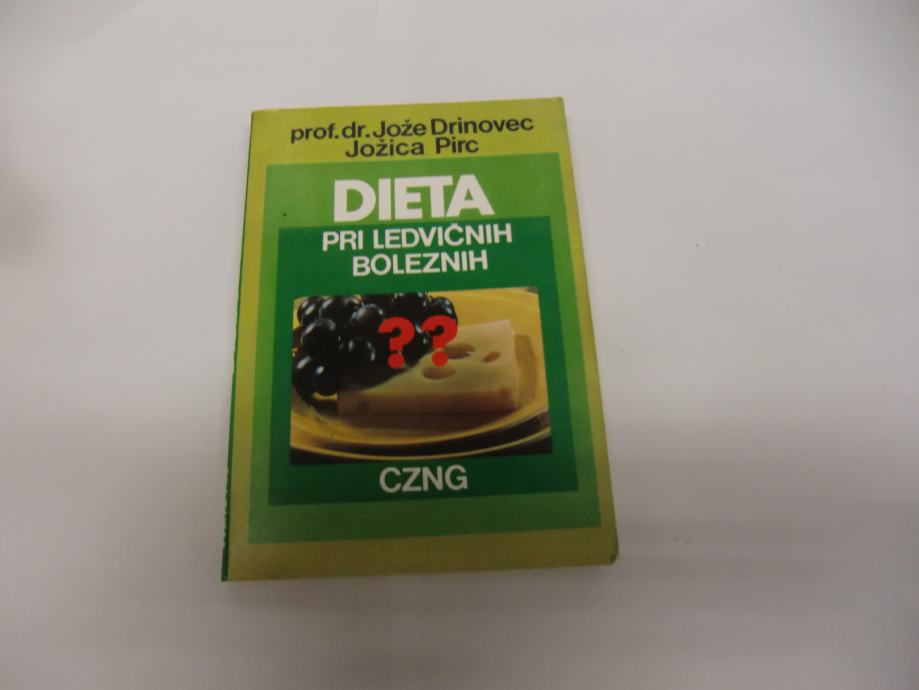 prof. dr. Jože Drinovec
Jožica Pirc
DIETA
PRI LEDVIČNIH
BOLEZNIH
??
CZNG